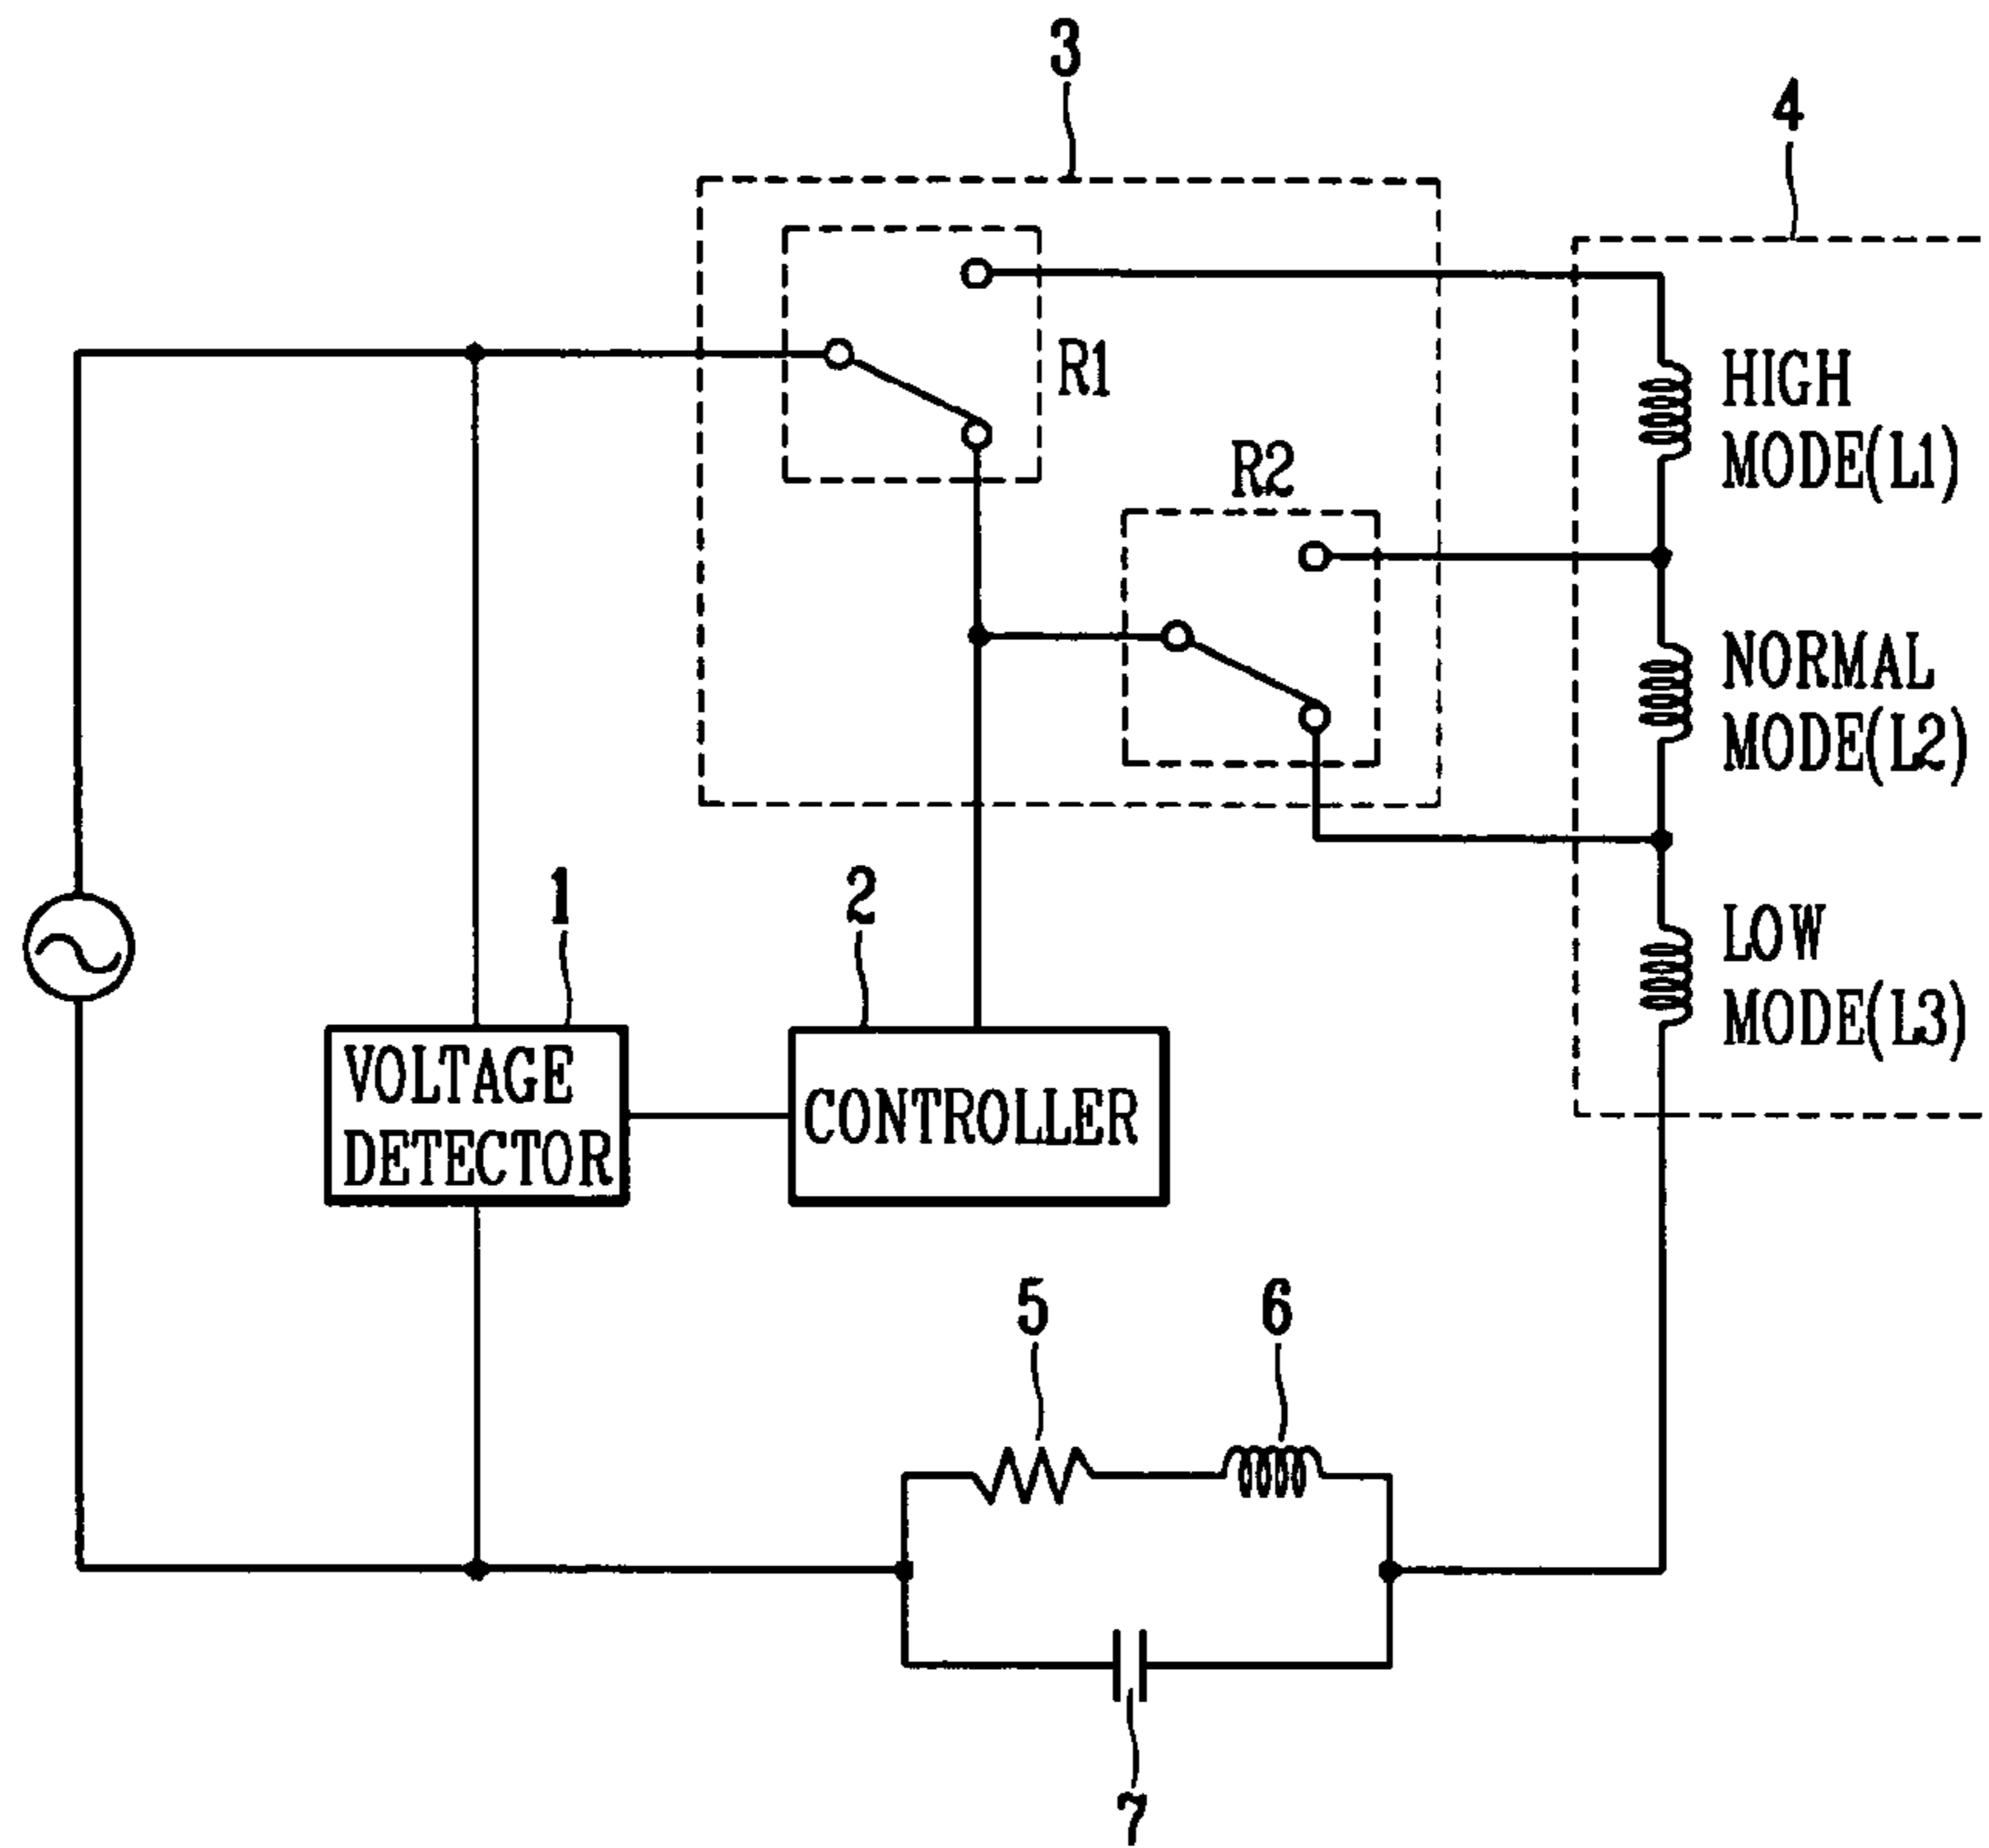 3
4
R1
HIGH
MODE(L1)
R2
NORMAL
MODE(L2)
1
2
LOW
MODE(L3)
VOLTAGE
DETECTOR
CONTROLLER
5
6
7